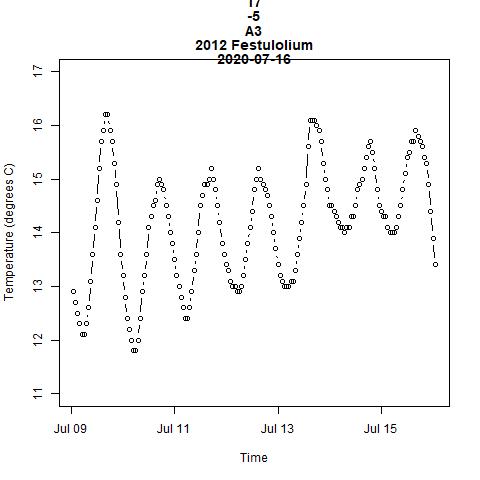 17
-5
A3
2012 Festulolium
2020-07-16
Temperature (degrees C)
17
16
15
14
13
12
11
Jul 09
Jul 11
Jul 13
Jul 15
Time